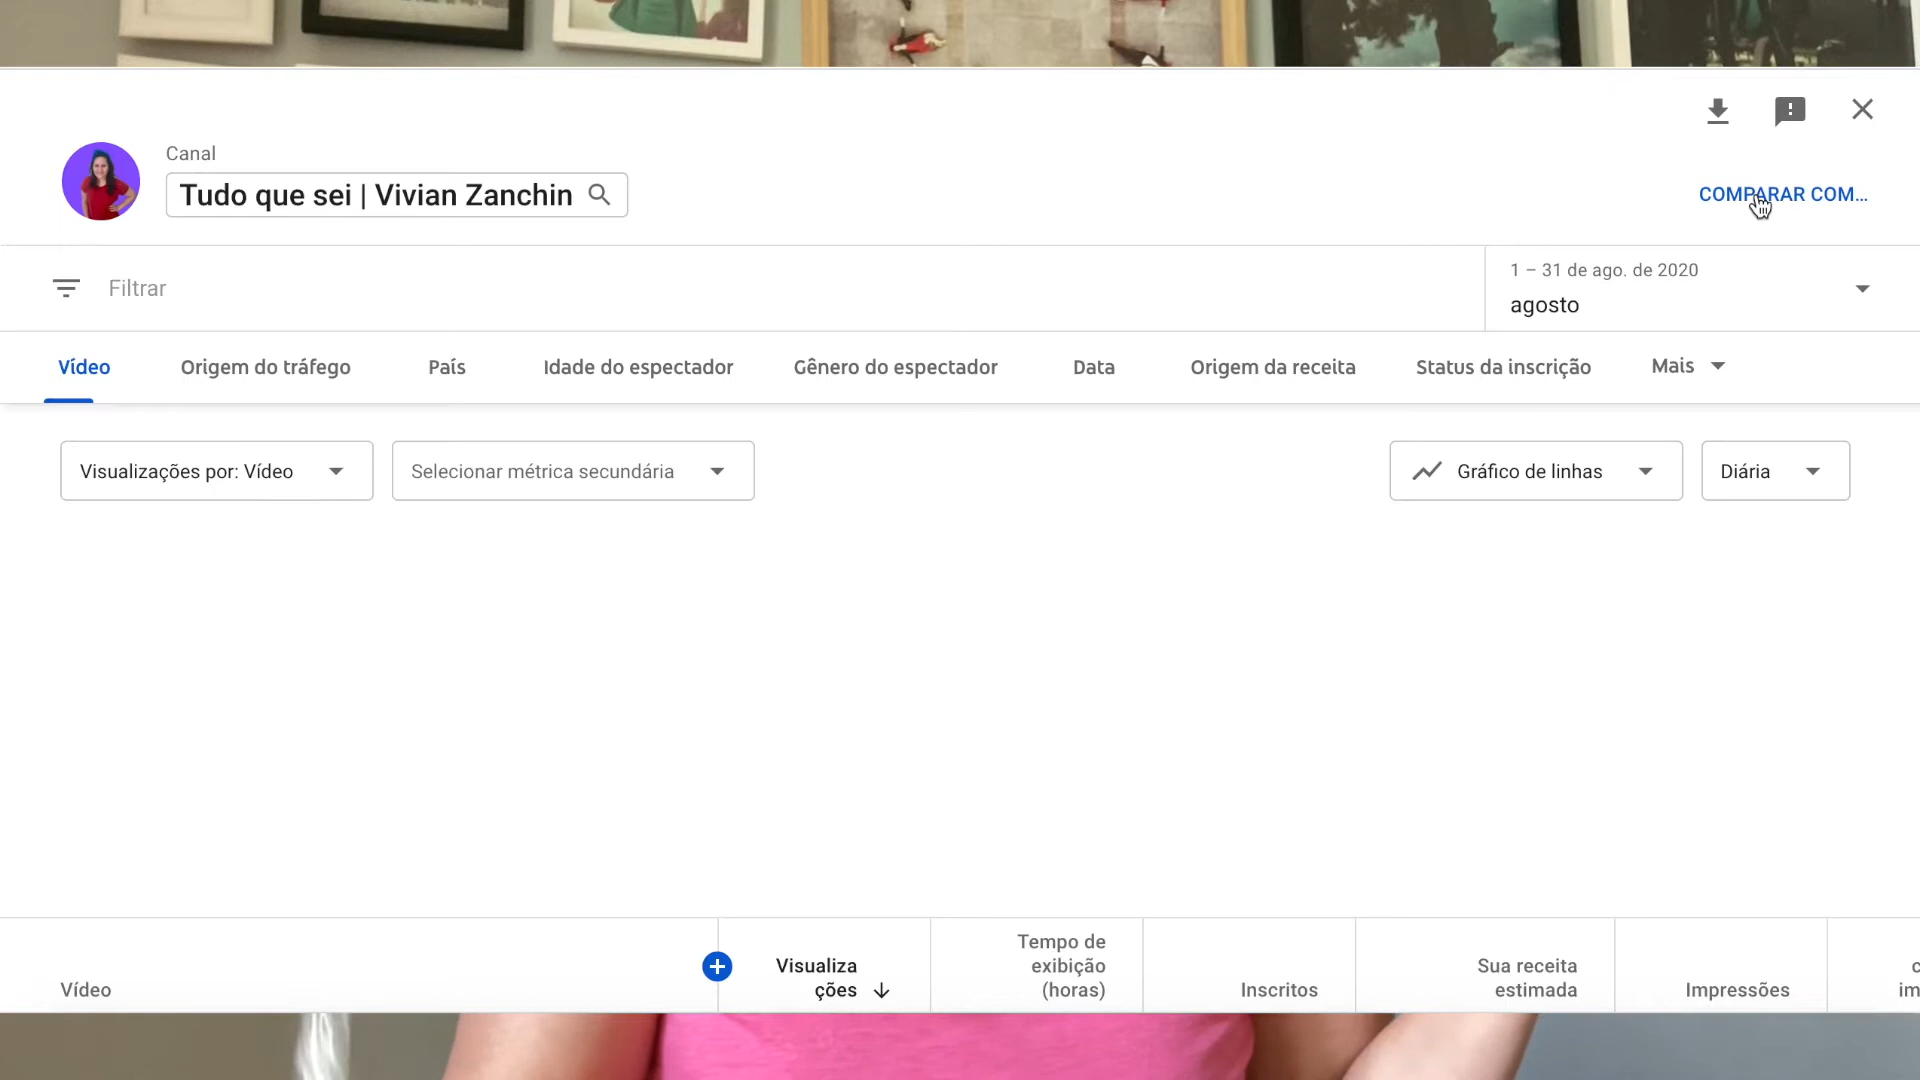 Canal
Tudo que sei | Vivian Zanchin
COMPARAR COM...
Filtrar
1 – 31 de ago. de 2020
agosto
Vídeo
Origem do tráfego
País
Idade do espectador
Gênero do espectador
Data
Origem da receita
Status da inscrição
Mais
Visualizações por: Vídeo
Selecionar métrica secundária
Gráfico de linhas
Diária
Vídeo
Visualiza
ções
Tempo de
exibição
(horas)
Inscritos
Sua receita
estimada
Impressões